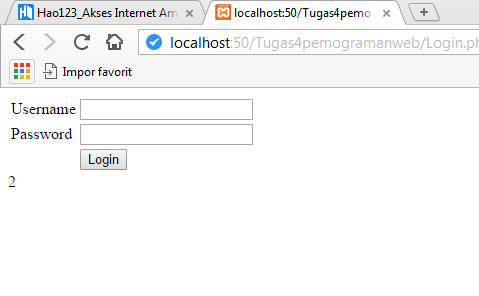 Hao123_Akses Internet Am
localhost:50/Tugas4pemo
localhost:50/Tugas4pemogramanweb/Login.ph
Impor favorit
Username
Password
Login
2